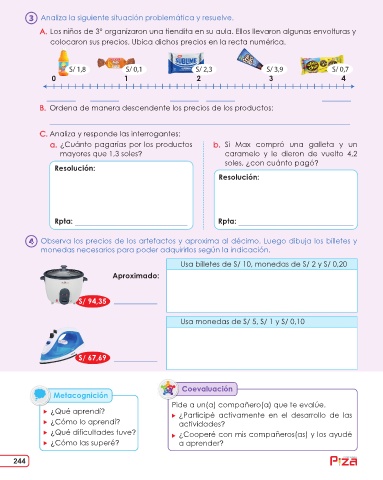 3 Analiza la siguiente situación problemática y resuelve.
A. Los niños de 3° organizaron una tiendita en su aula. Ellos llevaron algunas envolturas y
colocaron sus precios. Ubica dichos precios en la recta numérica.
SUBLIME
S/ 1,8 S/ 0,1 S/ 2,3 S/ 3,9 S/ 0,7
0 1 2 3 4
B. Ordena de manera descendente los precios de los productos:
C. Analiza y responde las interrogantes:
a. ¿Cuánto pagarías por los productos
mayores que 1,3 soles?
Resolución:
Rpta:
b. Si Max compró una galleta y un
caramelo y le dieron de vuelto 4,2
soles, ¿con cuánto pagó?
Resolución:
Rpta:
4 Observa los precios de los artefactos y aproxima al décimo. Luego dibuja los billetes y
monedas necesarios para poder adquirirlos según la indicación.
Aproximado:
Usa billetes de S/ 10, monedas de S/ 2 y S/ 0,20
S/ 94,35
Usa monedas de S/ 5, S/ 1 y S/ 0,10
S/ 67,69
Metacognición
¿Qué aprendí?
¿Cómo lo aprendí?
¿Qué dificultades tuve?
¿Cómo las superé?
Coevaluación
Pide a un(a) compañero(a) que te evalúe.
¿Participé activamente en el desarrollo de las
actividades?
¿Cooperé con mis compañeros(as) y los ayudé
a aprender?
244